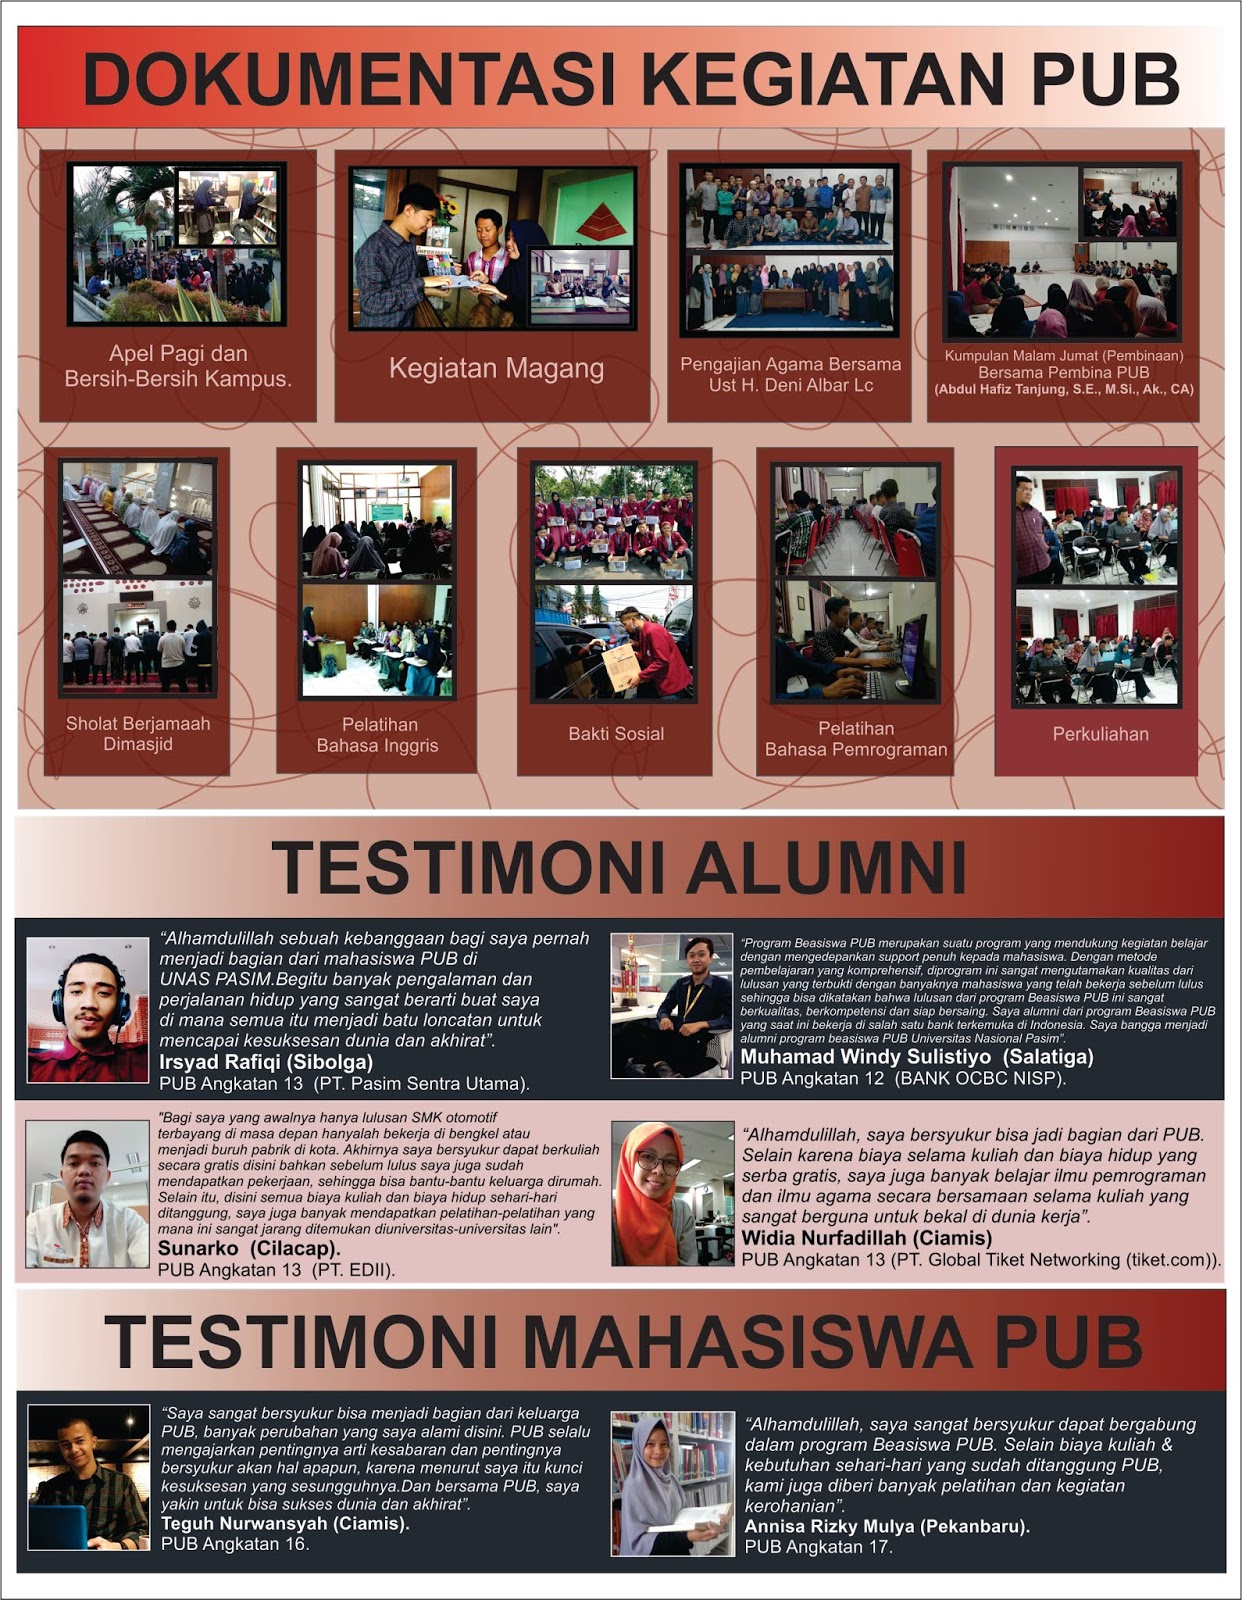 DOKUMENTASI KEGIATAN PUB
Apel Pagi dan
Bersih-Bersih Kampus.
Kegiatan Magang
Pengajian Agama Bersama
Ust H. Deni Albar Lc
Kumpulan Malam Jumat (Pembinaan)
Bersama Pembina PUB
(Abdul Hafiz Tanjung, S.E., M.Si., Ak., CA)
Sholat Berjamaah
Dimasjid
Pelatihan
Bahasa Inggris
Bakti Sosial
Pelatihan
Bahasa Pemrograman
Perkuliahan
TESTIMONI ALUMNI
“Alhamdulillah sebuah kebanggaan bagi saya pernah
menjadi bagian dari mahasiswa PUB di
UNAS PASIM.Begitu banyak pengalaman dan
perjalanan hidup yang sangat berarti buat saya
di mana semua itu menjadi batu loncatan untuk
mencapai kesuksesan dunia dan akhirat”.
Irsyad Rafiqi (Sibolga)
PUB Angkatan 13 (PT. Pasim Sentra Utama).
“Program Beasiswa PUB merupakan suatu program yang mendukung kegiatan belajar
dengan mengedepankan support penuh kepada mahasiswa. Dengan metode
pembelajaran yang komprehensif, diprogram ini sangat mengutamakan kualitas dari
lulusan yang terbukti dengan banyaknya mahasiswa yang telah bekerja sebelum lulus
sehingga bisa dikatakan bahwa lulusan dari program Beasiswa PUB ini sangat
berkualitas, berkompetensi dan siap bersaing. Saya alumni dari program Beasiswa PUB
yang saat ini bekerja di salah satu bank terkemuka di Indonesia. Saya bangga menjadi
alumni program beasiswa PUB Universitas Nasional Pasim”.
Muhamad Windy Sulistiyo (Salatiga)
PUB Angkatan 12 (BANK OCBC NISP).
"Bagi saya yang awalnya hanya lulusan SMK otomotif
terbayang di masa depan hanyalah bekerja di bengkel atau
menjadi buruh pabrik di kota. Akhirnya saya bersyukur dapat berkuliah
secara gratis disini bahkan sebelum lulus saya juga sudah
mendapatkan pekerjaan, sehingga bisa bantu-bantu keluarga dirumah.
Selain itu, disini semua biaya kuliah dan biaya hidup sehari-hari
ditanggung, saya juga banyak mendapatkan pelatihan-pelatihan yang
mana ini sangat jarang ditemukan diuniversitas-universitas lain".
Sunarko (Cilacap).
PUB Angkatan 13 (PT. EDII).
“Alhamdulillah, saya bersyukur bisa jadi bagian dari PUB.
Selain karena biaya selama kuliah dan biaya hidup yang
serba gratis, saya juga banyak belajar ilmu pemrograman
dan ilmu agama secara bersamaan selama kuliah yang
sangat berguna untuk bekal di dunia kerja”.
Widia Nurfadillah (Ciamis)
PUB Angkatan 13 (PT. Global Tiket Networking (tiket.com)).
TESTIMONI MAHASISWA PUB
“Saya sangat bersyukur bisa menjadi bagian dari keluarga
PUB, banyak perubahan yang saya alami disini. PUB selalu
mengajarkan pentingnya arti kesabaran dan pentingnya
bersyukur akan hal apapun, karena menurut saya itu kunci
kesuksesan yang sesungguhnya.Dan bersama PUB, saya
yakin untuk bisa sukses dunia dan akhirat”.
Teguh Nurwansyah (Ciamis).
PUB Angkatan 16.
“Alhamdulillah, saya sangat bersyukur dapat bergabung
dalam program Beasiswa PUB. Selain biaya kuliah &
kebutuhan sehari-hari yang sudah ditanggung PUB,
kami juga diberi banyak pelatihan dan kegiatan
kerohanian”.
Annisa Rizky Mulya (Pekanbaru).
PUB Angkatan 17.